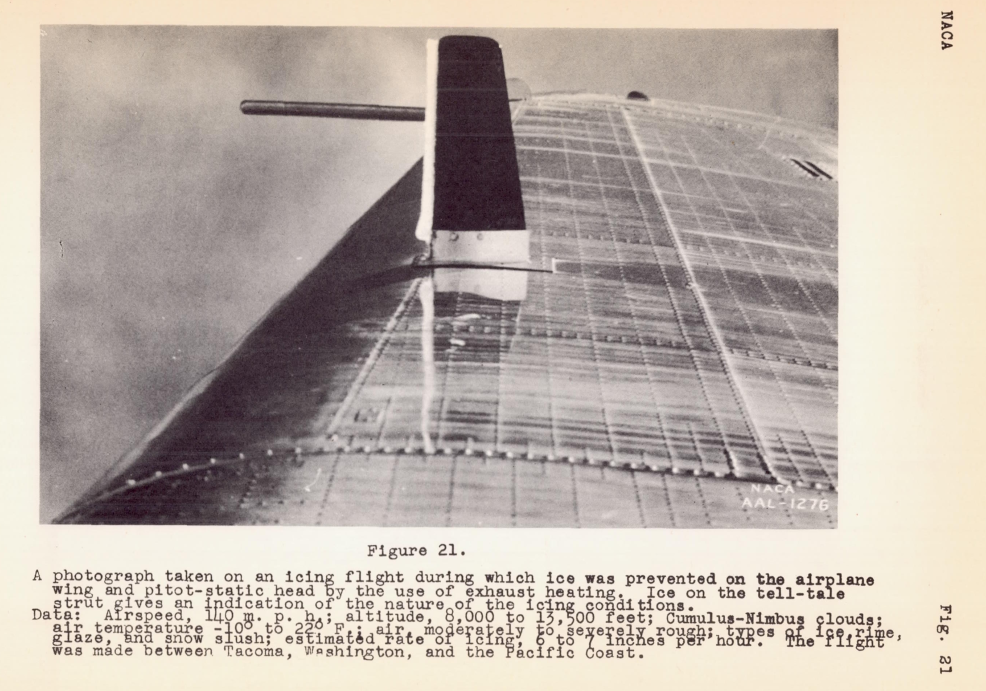 NACA
NACA
AAL-1276
Figure 21.
A photograph taken on an icing flight during which ice was prevented on the airplane
wing and pitot-static head by the use of exhaust heating. Ice on the tell-tale
strut gives an indication of the nature of the icing conditions.
Data: Airspeed, 140 m. p. h.; altitude, 8,000 to 13,500 feet; Cumulus-Nimbus clouds;
air temperature -10° to 22° F.; air, moderately to severely rough; types of ice, rime,
glaze, and snow slush; estimated rate of icing, 6 to 7 inches per hour. The flight
was made between Tacoma, Washington, and the Pacific Coast.
Fig. 21